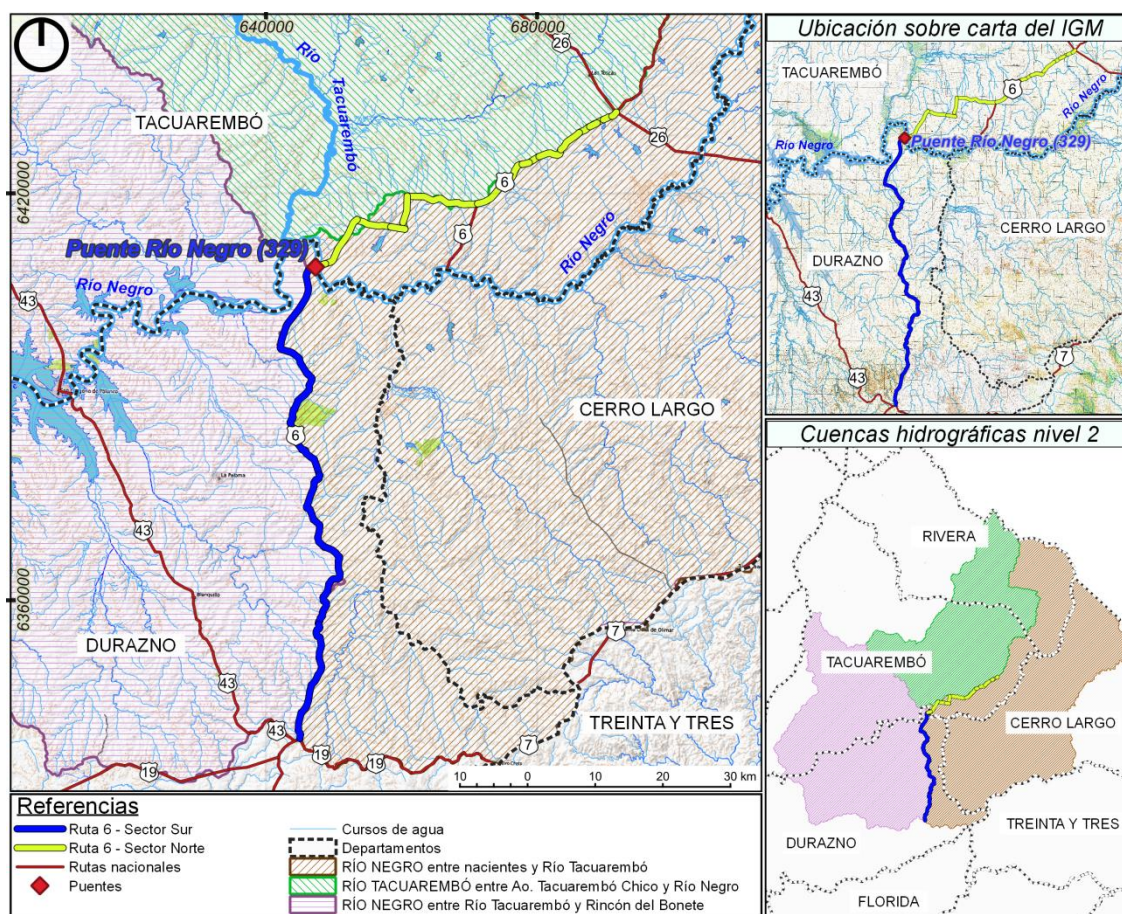 640000
680000
6420000
6360000
Río
Tacuarembó
TACUAREMBÓ
26
26
6
6
Río Negro
Puente Río Negro (329)
Río Negro
43
6
CERRO LARGO
La Paloma
43
Blanquillo
DURAZNO
7
43
TREINTA Y TRES
43
7
19
19
10 0 10 20 30 km
Ubicación sobre carta del IGM
TACUAREMBÓ
6
Río Negro
Río Negro
Puente Río Negro (329)
CERRO LARGO
DURAZNO
43
7
43
Cuencas hidrográficas nivel 2
RIVERA
TACUAREMBÓ
CERRO LARGO
DURAZNO
TREINTA Y TRES
FLORIDA
Referencias
Ruta 6 - Sector Sur
Ruta 6 - Sector Norte
Rutas nacionales
Puentes
Cursos de agua
Departamentos
RÍO NEGRO entre nacientes y Río Tacuarembó
RÍO TACUAREMBÓ entre Ao. Tacuarembó Chico y Río Negro
RÍO NEGRO entre Río Tacuarembó y Rincón del Bonete